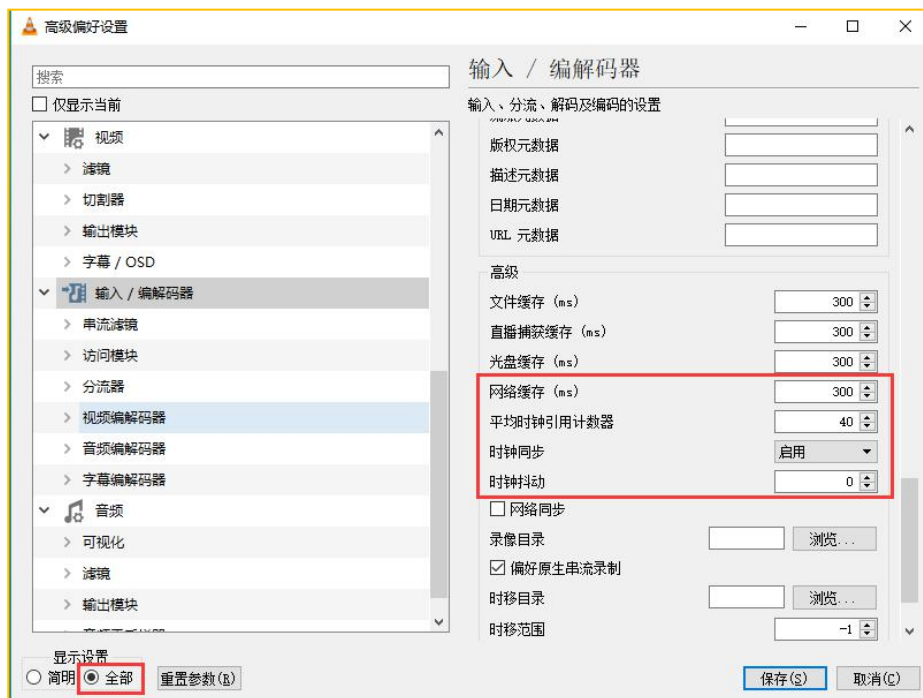 高级偏好设置
搜索
仅显示当前
视频
滤镜
切割器
输出模块
字幕 / OSD
输入 / 编解码器
串流滤镜
访问模块
分流器
视频编解码器
音频编解码器
字幕编解码器
音频
可视化
滤镜
输出模块
显示设置
简明 全部 重置参数(R)
输入 / 编解码器
输入、分流、解码及编码的设置
版权元数据
描述元数据
日期元数据
URL 元数据
高级
文件缓存 (ms) 300
直播捕获缓存 (ms) 300
光盘缓存 (ms) 300
网络缓存 (ms) 300
平均时钟引用计数器 40
时钟同步 启用
时钟抖动 0
网络同步
录像目录 浏览...
偏好原生串流录制
时移目录 浏览...
时移范围 -1
保存(S) 取消(C)